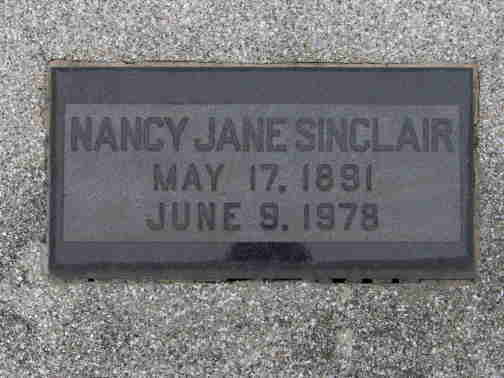 NANCY JANE SINCLAIR
MAY 17, 1891
JUNE 9, 1978